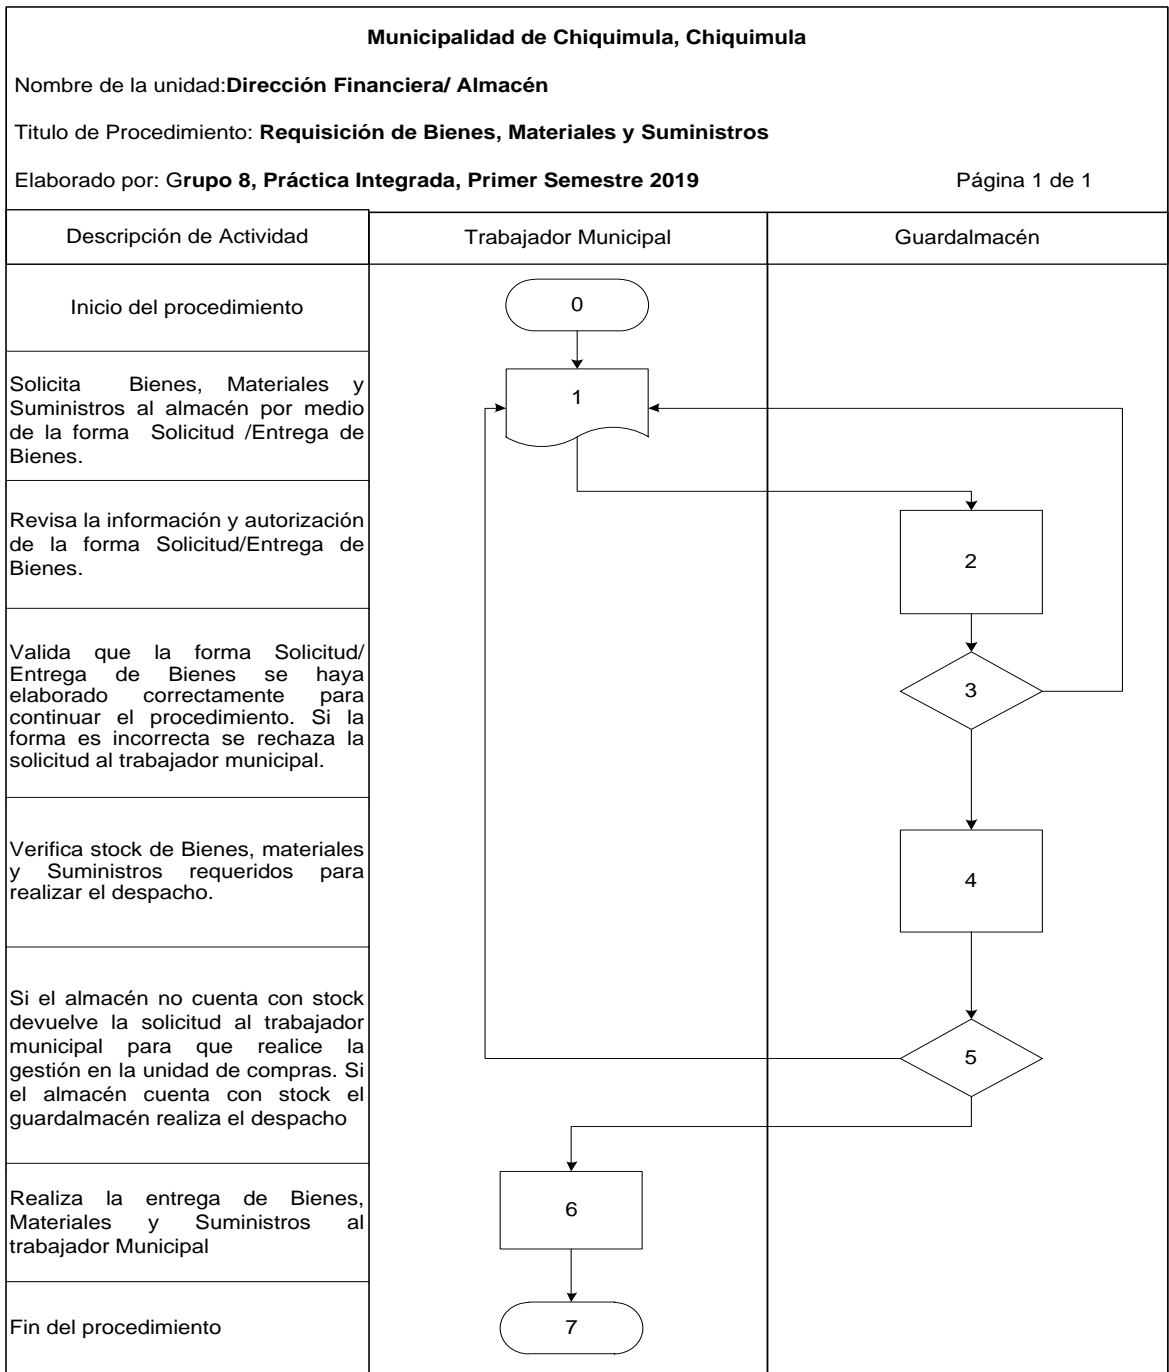 Municipalidad de Chiquimula, Chiquimula
Nombre de la unidad:Dirección Financiera/ Almacén
Titulo de Procedimiento: Requisición de Bienes, Materiales y Suministros
Elaborado por: Grupo 8, Práctica Integrada, Primer Semestre 2019 Página 1 de 1
Descripción de Actividad Trabajador Municipal Guardalmacén
Inicio del procedimiento
0
Solicita Bienes, Materiales y
Suministros al almacén por medio
de la forma Solicitud /Entrega de
Bienes.
1
Revisa la información y autorización
de la forma Solicitud/Entrega de
Bienes.
2
Valida que la forma Solicitud/
Entrega de Bienes se haya
elaborado correctamente para
continuar el procedimiento. Si la
forma es incorrecta se rechaza la
solicitud al trabajador municipal.
3
Verifica stock de Bienes, materiales
y Suministros requeridos para
realizar el despacho.
4
Si el almacén no cuenta con stock
devuelve la solicitud al trabajador
municipal para que realice la
gestión en la unidad de compras. Si
el almacén cuenta con stock el
guardalmacén realiza el despacho
5
Realiza la entrega de Bienes,
Materiales y Suministros al
trabajador Municipal
6
Fin del procedimiento
7